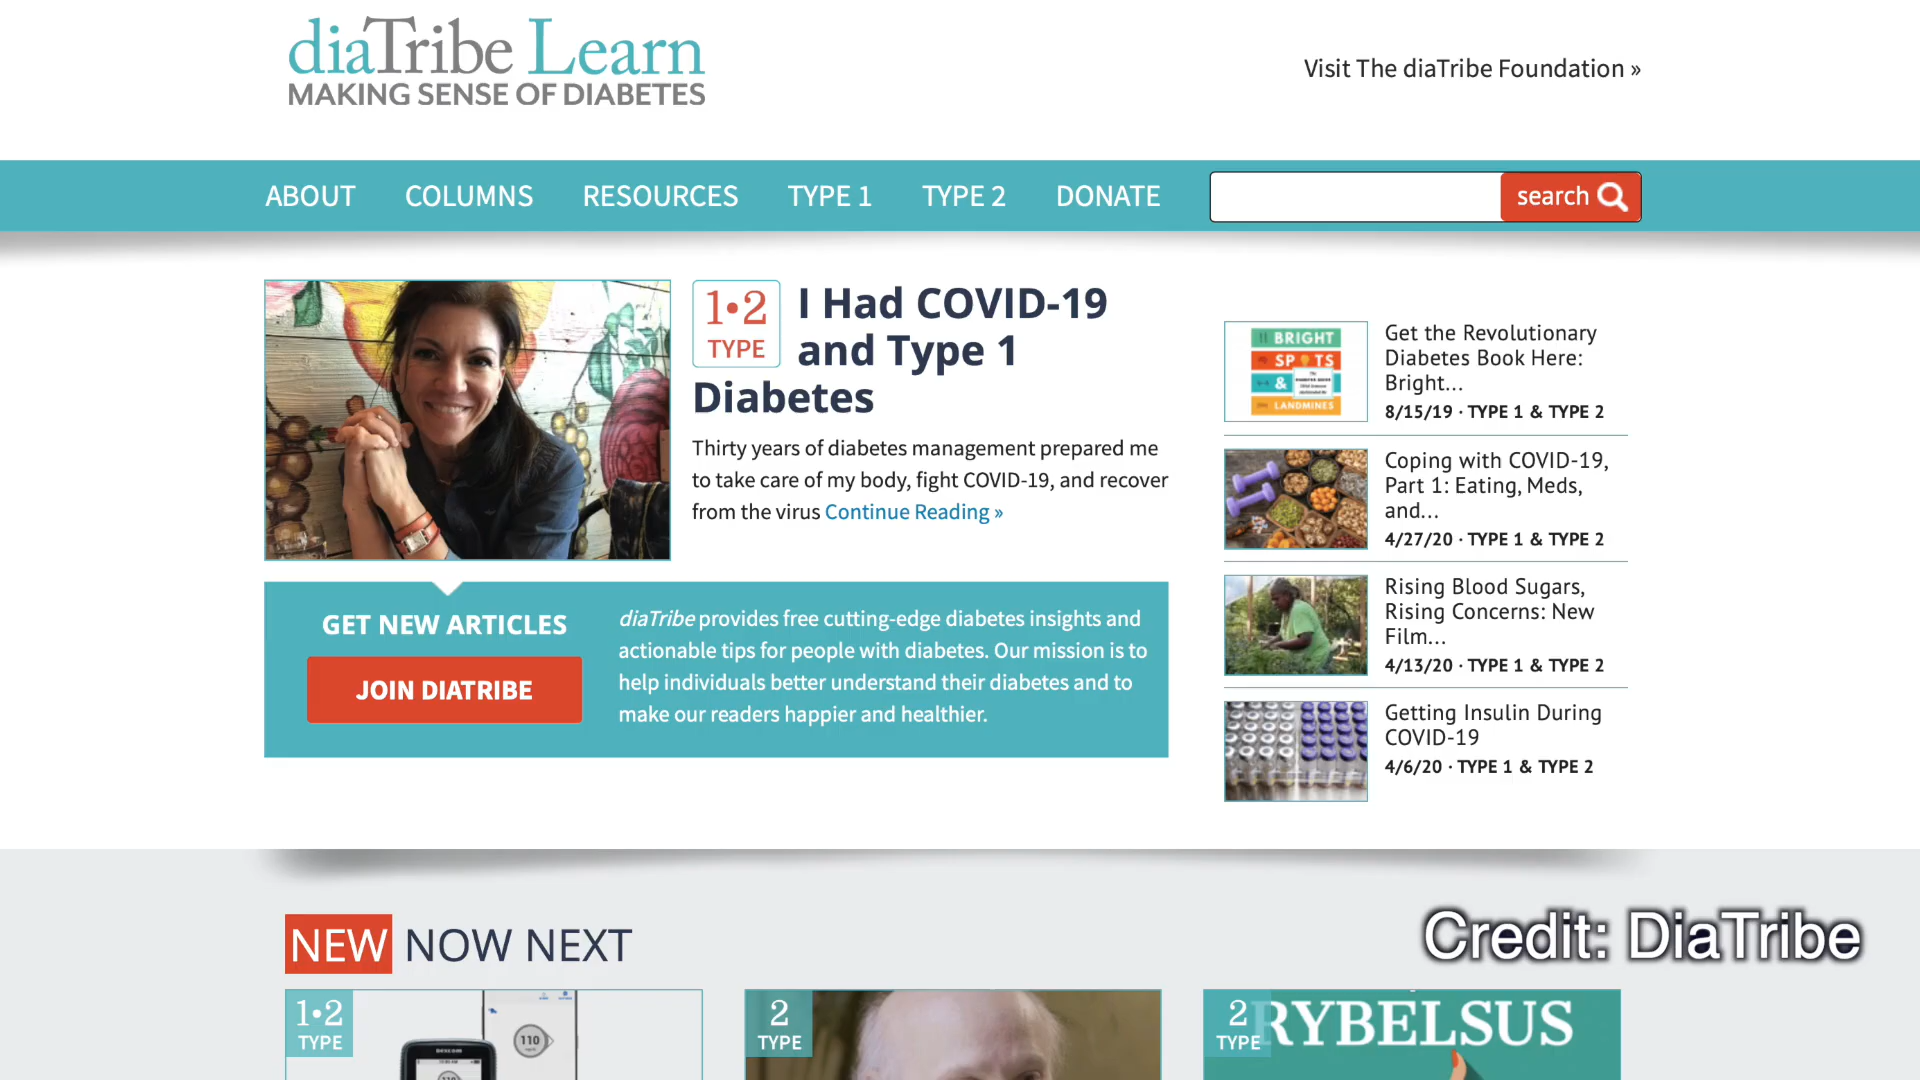 diaTribe Learn
MAKING SENSE OF DIABETES
Visit The diaTribe Foundation »
ABOUT COLUMNS RESOURCES TYPE 1 TYPE 2 DONATE search
1•2
TYPE
I Had COVID-19
and Type 1
Diabetes
Thirty years of diabetes management prepared me
to take care of my body, fight COVID-19, and recover
from the virus Continue Reading »
GET NEW ARTICLES
JOIN DIATRIBE
diaTribe provides free cutting-edge diabetes insights and
actionable tips for people with diabetes. Our mission is to
help individuals better understand their diabetes and to
make our readers happier and healthier.
BRIGHT
SPOTS
&
LANDMINES
Get the Revolutionary
Diabetes Book Here:
Bright...
8/15/19 · TYPE 1 & TYPE 2
Coping with COVID-19,
Part 1: Eating, Meds,
and...
4/27/20 · TYPE 1 & TYPE 2
Rising Blood Sugars,
Rising Concerns: New
Film...
4/13/20 · TYPE 1 & TYPE 2
Getting Insulin During
COVID-19
4/6/20 · TYPE 1 & TYPE 2
Credit: DiaTribe
NEW NOW NEXT
1•2
TYPE
110
2
TYPE
2
TYPE
RYBELSUS